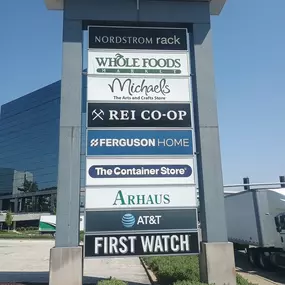 NORDSTROM rack
WHOLE FOODS
MARKET
Michaels
The Arts and Crafts Store
REI CO-OP
FERGUSON HOME
The Container Store
ARHAUS
AT&T
FIRST WATCH